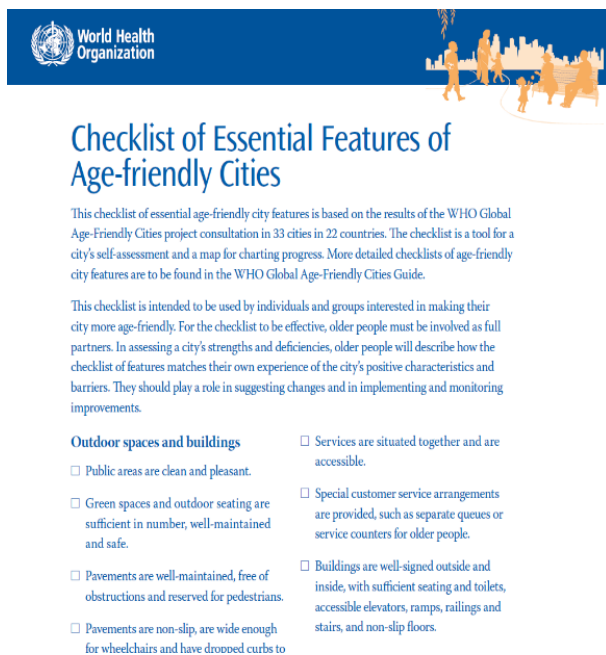 World Health
Organization
Checklist of Essential Features of
Age-friendly Cities
This checklist of essential age-friendly city features is based on the results of the WHO Global
Age-Friendly Cities project consultation in 33 cities in 22 countries. The checklist is a tool for a
city's self-assessment and a map for charting progress. More detailed checklists of age-friendly
city features are to be found in the WHO Global Age-Friendly Cities Guide.
This checklist is intended to be used by individuals and groups interested in making their
city more age-friendly. For the checklist to be effective, older people must be involved as full
partners. In assessing a city's strengths and deficiencies, older people will describe how the
checklist of features matches their own experience of the city's positive characteristics and
barriers. They should play a role in suggesting changes and in implementing and monitoring
improvements.
Outdoor spaces and buildings
Public areas are clean and pleasant.
Green spaces and outdoor seating are
sufficient in number, well-maintained
and safe.
Pavements are well-maintained, free of
obstructions and reserved for pedestrians.
Pavements are non-slip, are wide enough
for wheelchairs and have dropped curbs to
Services are situated together and are
accessible.
Special customer service arrangements
are provided, such as separate queues or
service counters for older people.
Buildings are well-signed outside and
inside, with sufficient seating and toilets,
accessible elevators, ramps, railings and
stairs, and non-slip floors.